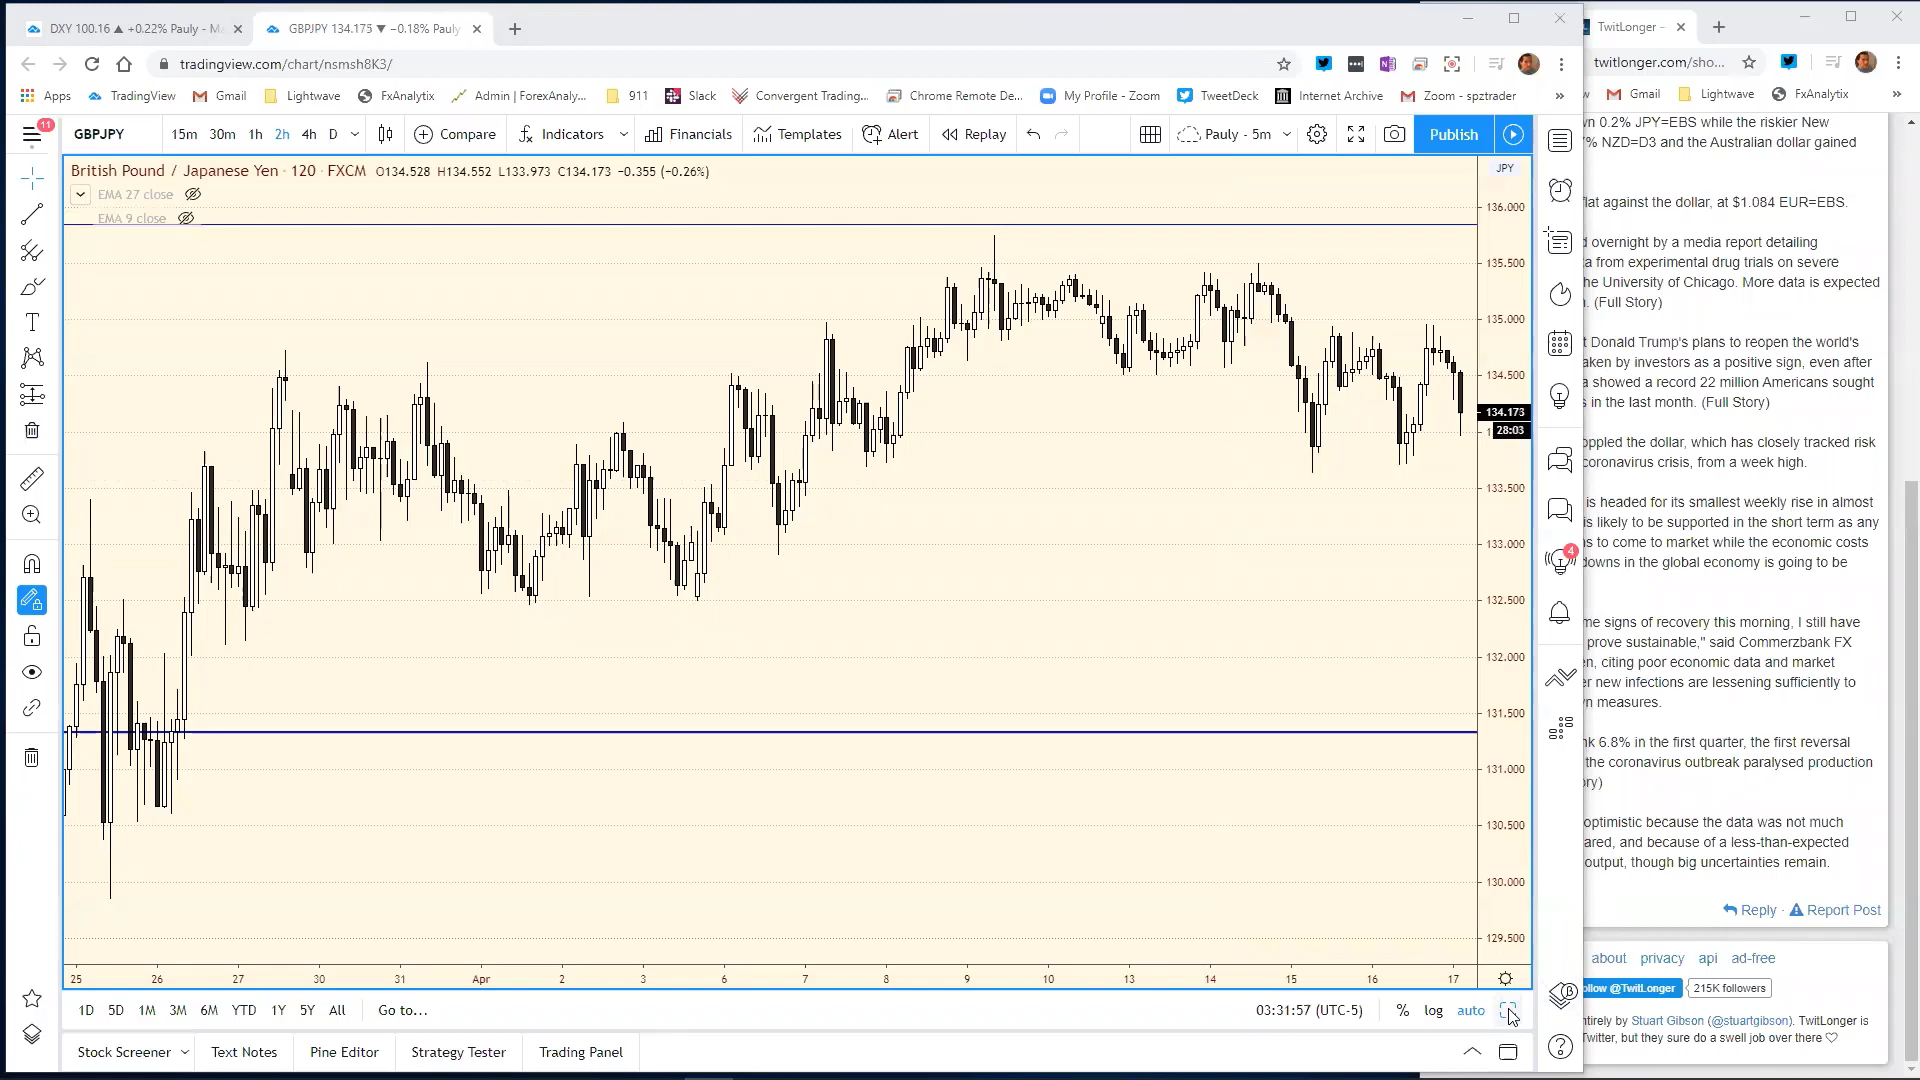 DXY 100.16 ▲ +0.22% Pauly - M
GBPJPY 134.175 ▼ −0.18% Pauly
TwitLonger –
tradingview.com/chart/nsmsh8K3/
twitlonger.com/sho...
Apps
TradingView
Gmail
Lightwave
FxAnalytix
Admin | ForexAnaly...
911
Slack
Convergent Trading...
Chrome Remote De...
My Profile - Zoom
TweetDeck
Internet Archive
Zoom - spztrader
»
Gmail
Lightwave
FxAnalytix
»
11
GBPJPY
15m 30m 1h 2h 4h D
Compare
Indicators
Financials
Templates
Alert
Replay
Pauly - 5m
Publish
British Pound / Japanese Yen · 120 · FXCM O134.528 H134.552 L133.973 C134.173 −0.355 (−0.26%)
EMA 27 close
EMA 9 close
JPY
136.000
135.500
135.000
134.500
134.173
28:03
133.500
133.000
132.500
132.000
131.500
131.000
130.500
130.000
129.500
25 26 27 30 31 Apr 2 3 6 7 8 9 10 13 14 15 16 17
1D 5D 1M 3M 6M YTD 1Y 5Y All Go to...
03:31:57 (UTC-5) % log auto
Stock Screener
Text Notes
Pine Editor
Strategy Tester
Trading Panel
4
n 0.2% JPY=EBS while the riskier New
% NZD=D3 and the Australian dollar gained
lat against the dollar, at $1.084 EUR=EBS.
d overnight by a media report detailing
a from experimental drug trials on severe
he University of Chicago. More data is expected
. (Full Story)
t Donald Trump's plans to reopen the world's
aken by investors as a positive sign, even after
a showed a record 22 million Americans sought
s in the last month. (Full Story)
oppled the dollar, which has closely tracked risk
coronavirus crisis, from a week high.
is headed for its smallest weekly rise in almost
is likely to be supported in the short term as any
s to come to market while the economic costs
downs in the global economy is going to be
me signs of recovery this morning, I still have
prove sustainable," said Commerzbank FX
n, citing poor economic data and market
r new infections are lessening sufficiently to
n measures.
nk 6.8% in the first quarter, the first reversal
the coronavirus outbreak paralysed production
ory)
optimistic because the data was not much
ared, and because of a less-than-expected
output, though big uncertainties remain.
Reply · Report Post
about privacy api ad-free
ollow @TwitLonger 215K followers
ntirely by Stuart Gibson (@stuartgibson). TwitLonger is
Twitter, but they sure do a swell job over there ♡